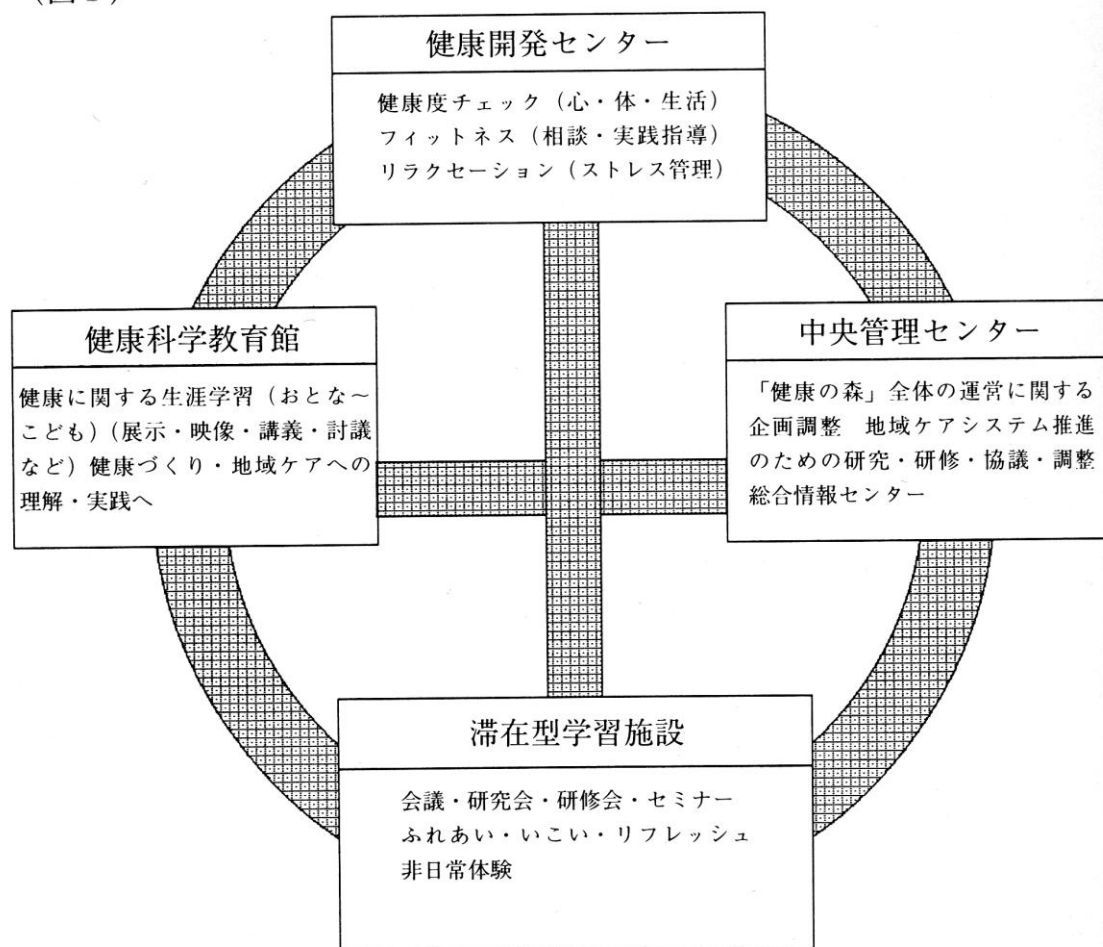 健康開発センター
健康度チェック（心・体・生活）
フィットネス（相談・実践指導）
リラクセーション（ストレス管理）
健康科学教育館
健康に関する生涯学習（おとな〜
こども）（展示・映像・講義・討議
など）健康づくり・地域ケアへの
理解・実践へ
中央管理センター
「健康の森」全体の運営に関する
企画調整　地域ケアシステム推進
のための研究・研修・協議・調整
総合情報センター
滞在型学習施設
会議・研究会・研修会・セミナー
ふれあい・いこい・リフレッシュ
非日常体験